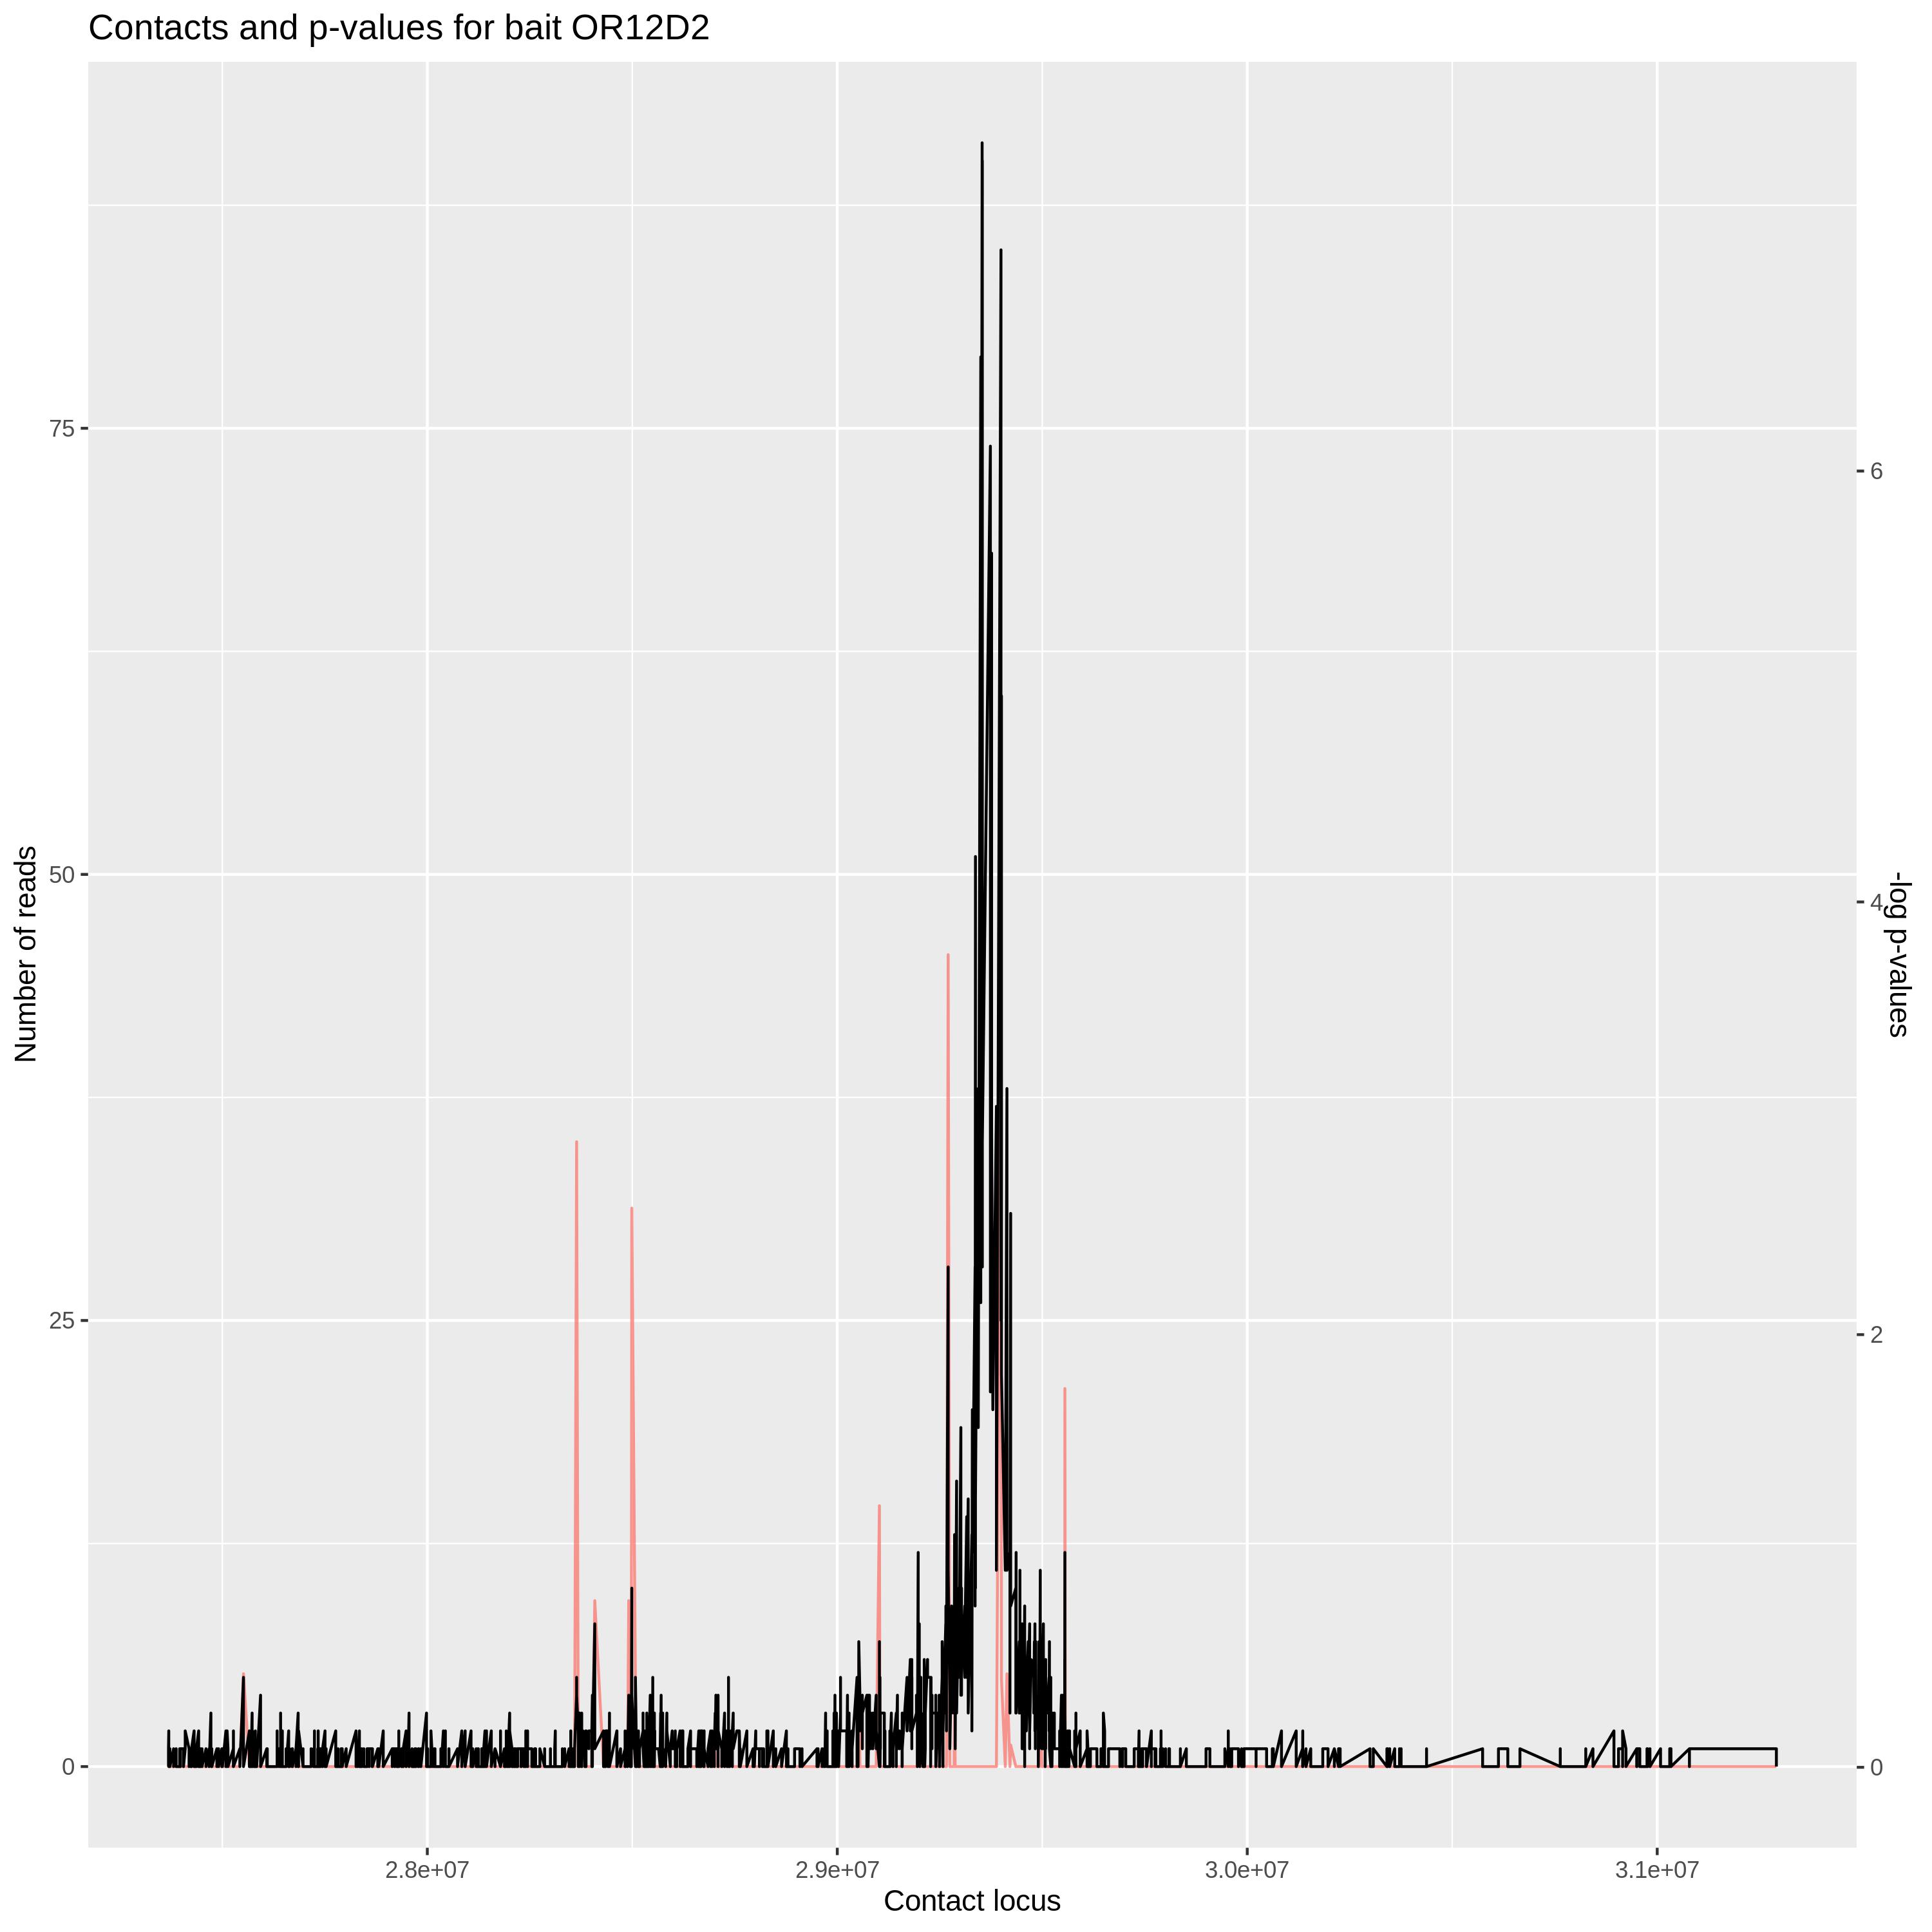 Contacts and p-values for bait OR12D2
Number of reads
75
50
25
0
6
4
2
0
-log p-values
2.8e+07
2.9e+07
3.0e+07
3.1e+07
Contact locus